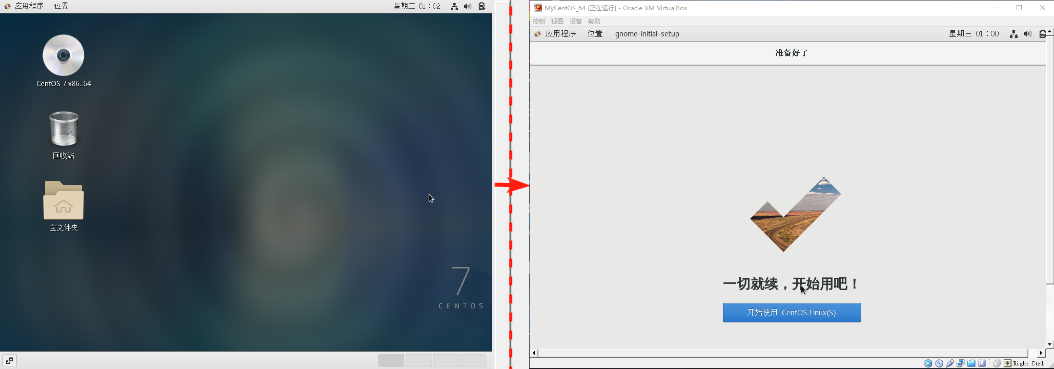 应用程序 位置 星期三 01：02
CentOS 7 x86_64
回收站
主文件夹
7
CENTOS
MyCentOS_64 [正在运行] - Oracle VM VirtualBox
控制 视图 设备 帮助
应用程序 位置 gnome-initial-setup 星期三 01：00
准备好了
一切就绪，开始用吧！
开始使用 CentOS Linux(S)
Right Ctrl